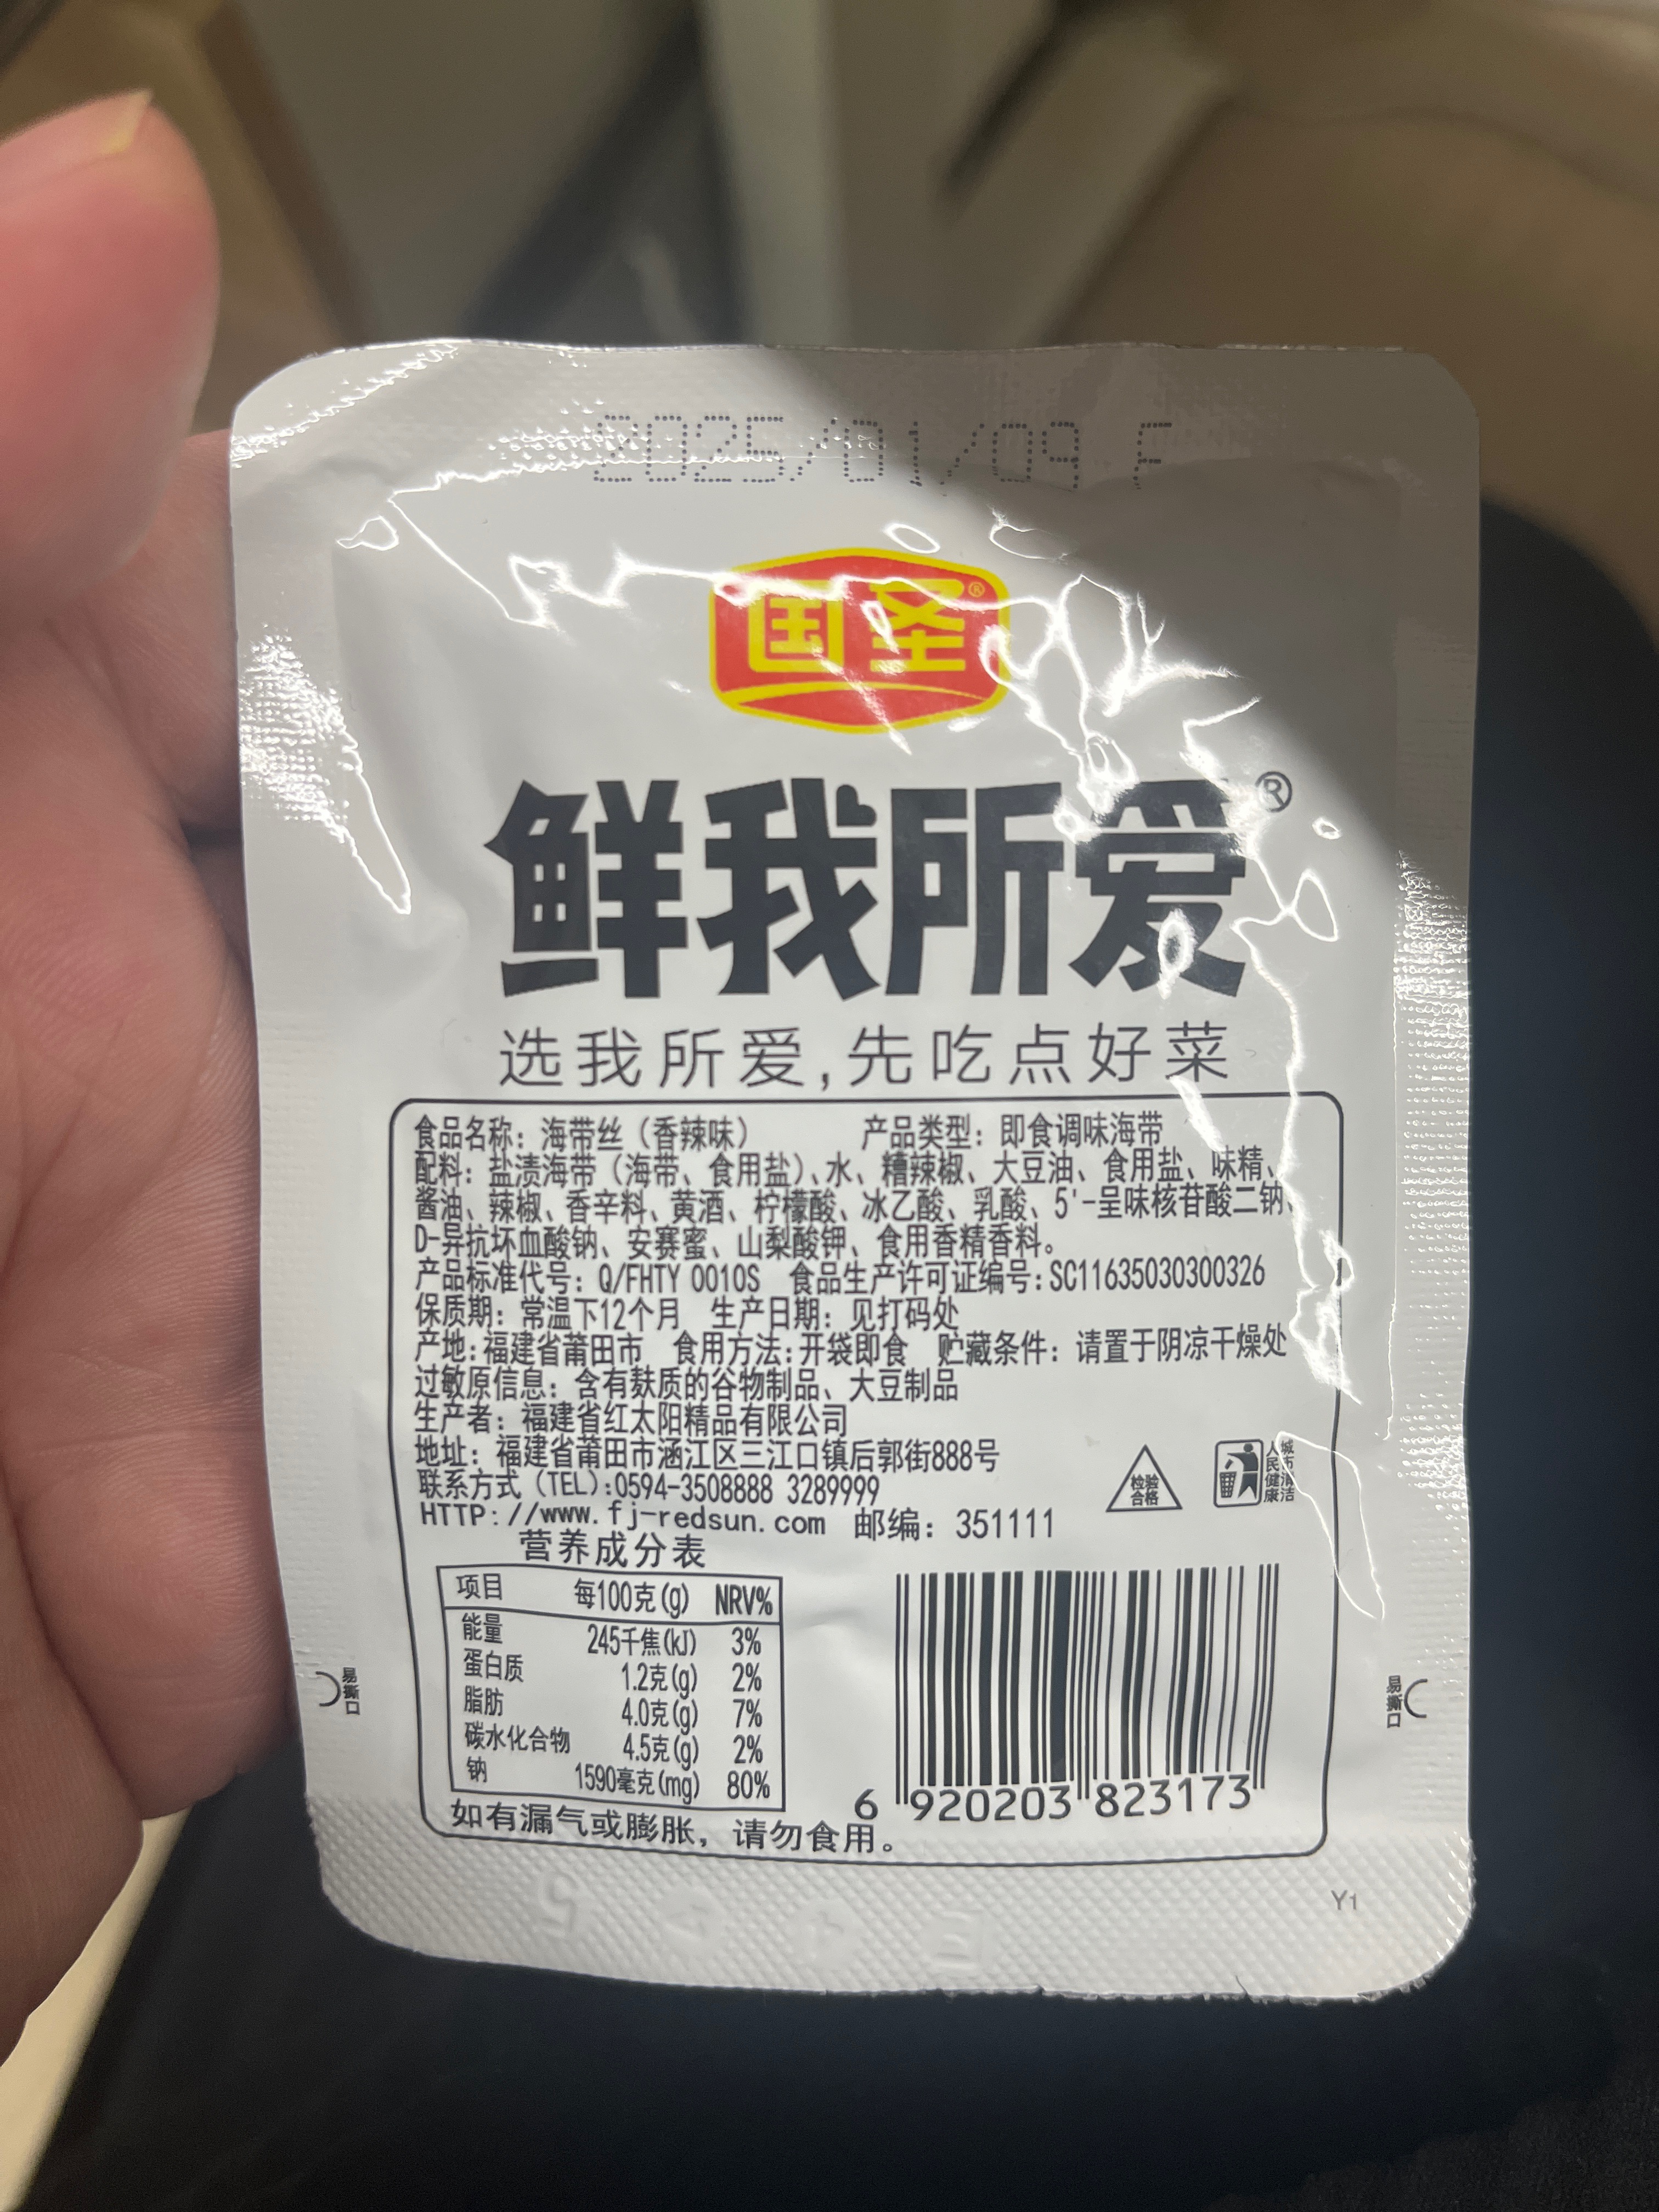 2025/01/09 F
国圣®
鲜我所爱®
选我所爱,先吃点好菜
食品名称：海带丝（香辣味） 产品类型：即食调味海带
配料：盐渍海带（海带、食用盐）、水、糟辣椒、大豆油、食用盐、味精、
酱油、辣椒、香辛料、黄酒、柠檬酸、冰乙酸、乳酸、5'-呈味核苷酸二钠、
D-异抗坏血酸钠、安赛蜜、山梨酸钾、食用香精香料。
产品标准代号：Q/FHTY 0010S 食品生产许可证编号：SC11635030300326
保质期：常温下12个月 生产日期：见打码处
产地：福建省莆田市 食用方法：开袋即食 贮藏条件：请置于阴凉干燥处
过敏原信息：含有麸质的谷物制品、大豆制品
生产者：福建省红太阳精品有限公司
地址：福建省莆田市涵江区三江口镇后郭街888号
联系方式（TEL）：0594-3508888 3289999
HTTP：//www.fj-redsun.com 邮编：351111
检验
合格
人民健康
城市清洁
营养成分表
项目 每100克(g) NRV%
能量 245千焦(kJ) 3%
蛋白质 1.2克(g) 2%
脂肪 4.0克(g) 7%
碳水化合物 4.5克(g) 2%
钠 1590毫克(mg) 80%
如有漏气或膨胀，请勿食用。
6 920203 823173
易撕口
易撕口
Y1